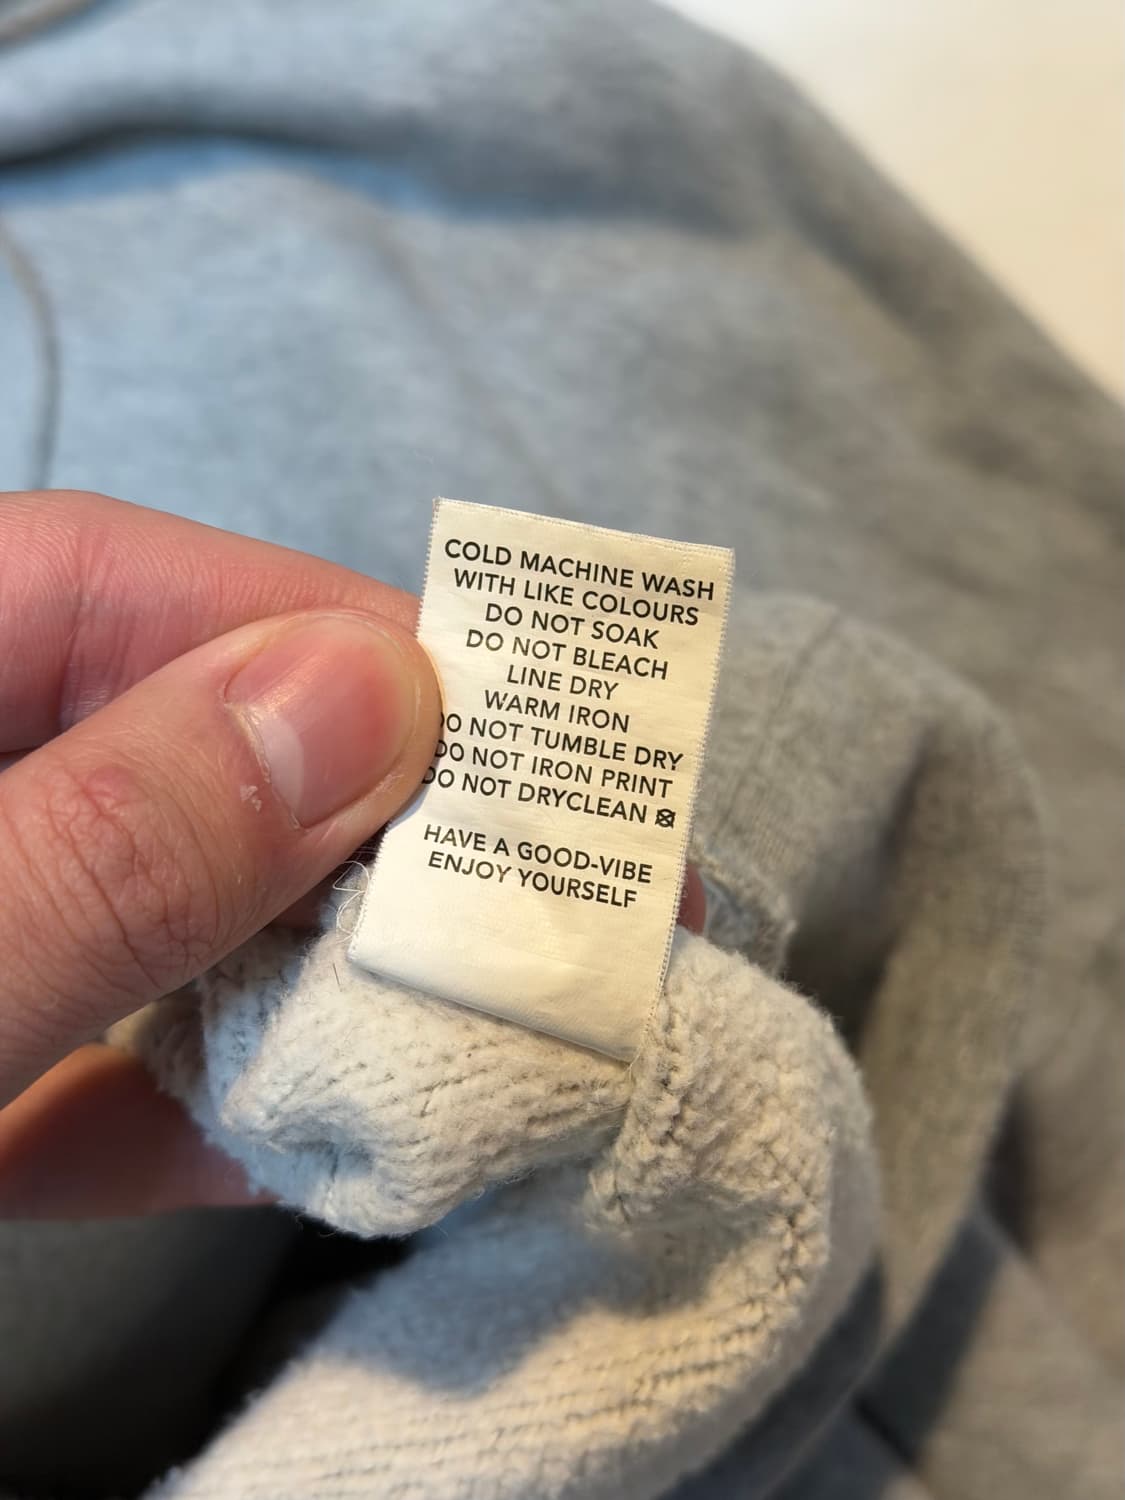 COLD MACHINE WASH
WITH LIKE COLOURS
DO NOT SOAK
DO NOT BLEACH
LINE DRY
WARM IRON
DO NOT TUMBLE DRY
DO NOT IRON PRINT
DO NOT DRYCLEAN
HAVE A GOOD-VIBE
ENJOY YOURSELF